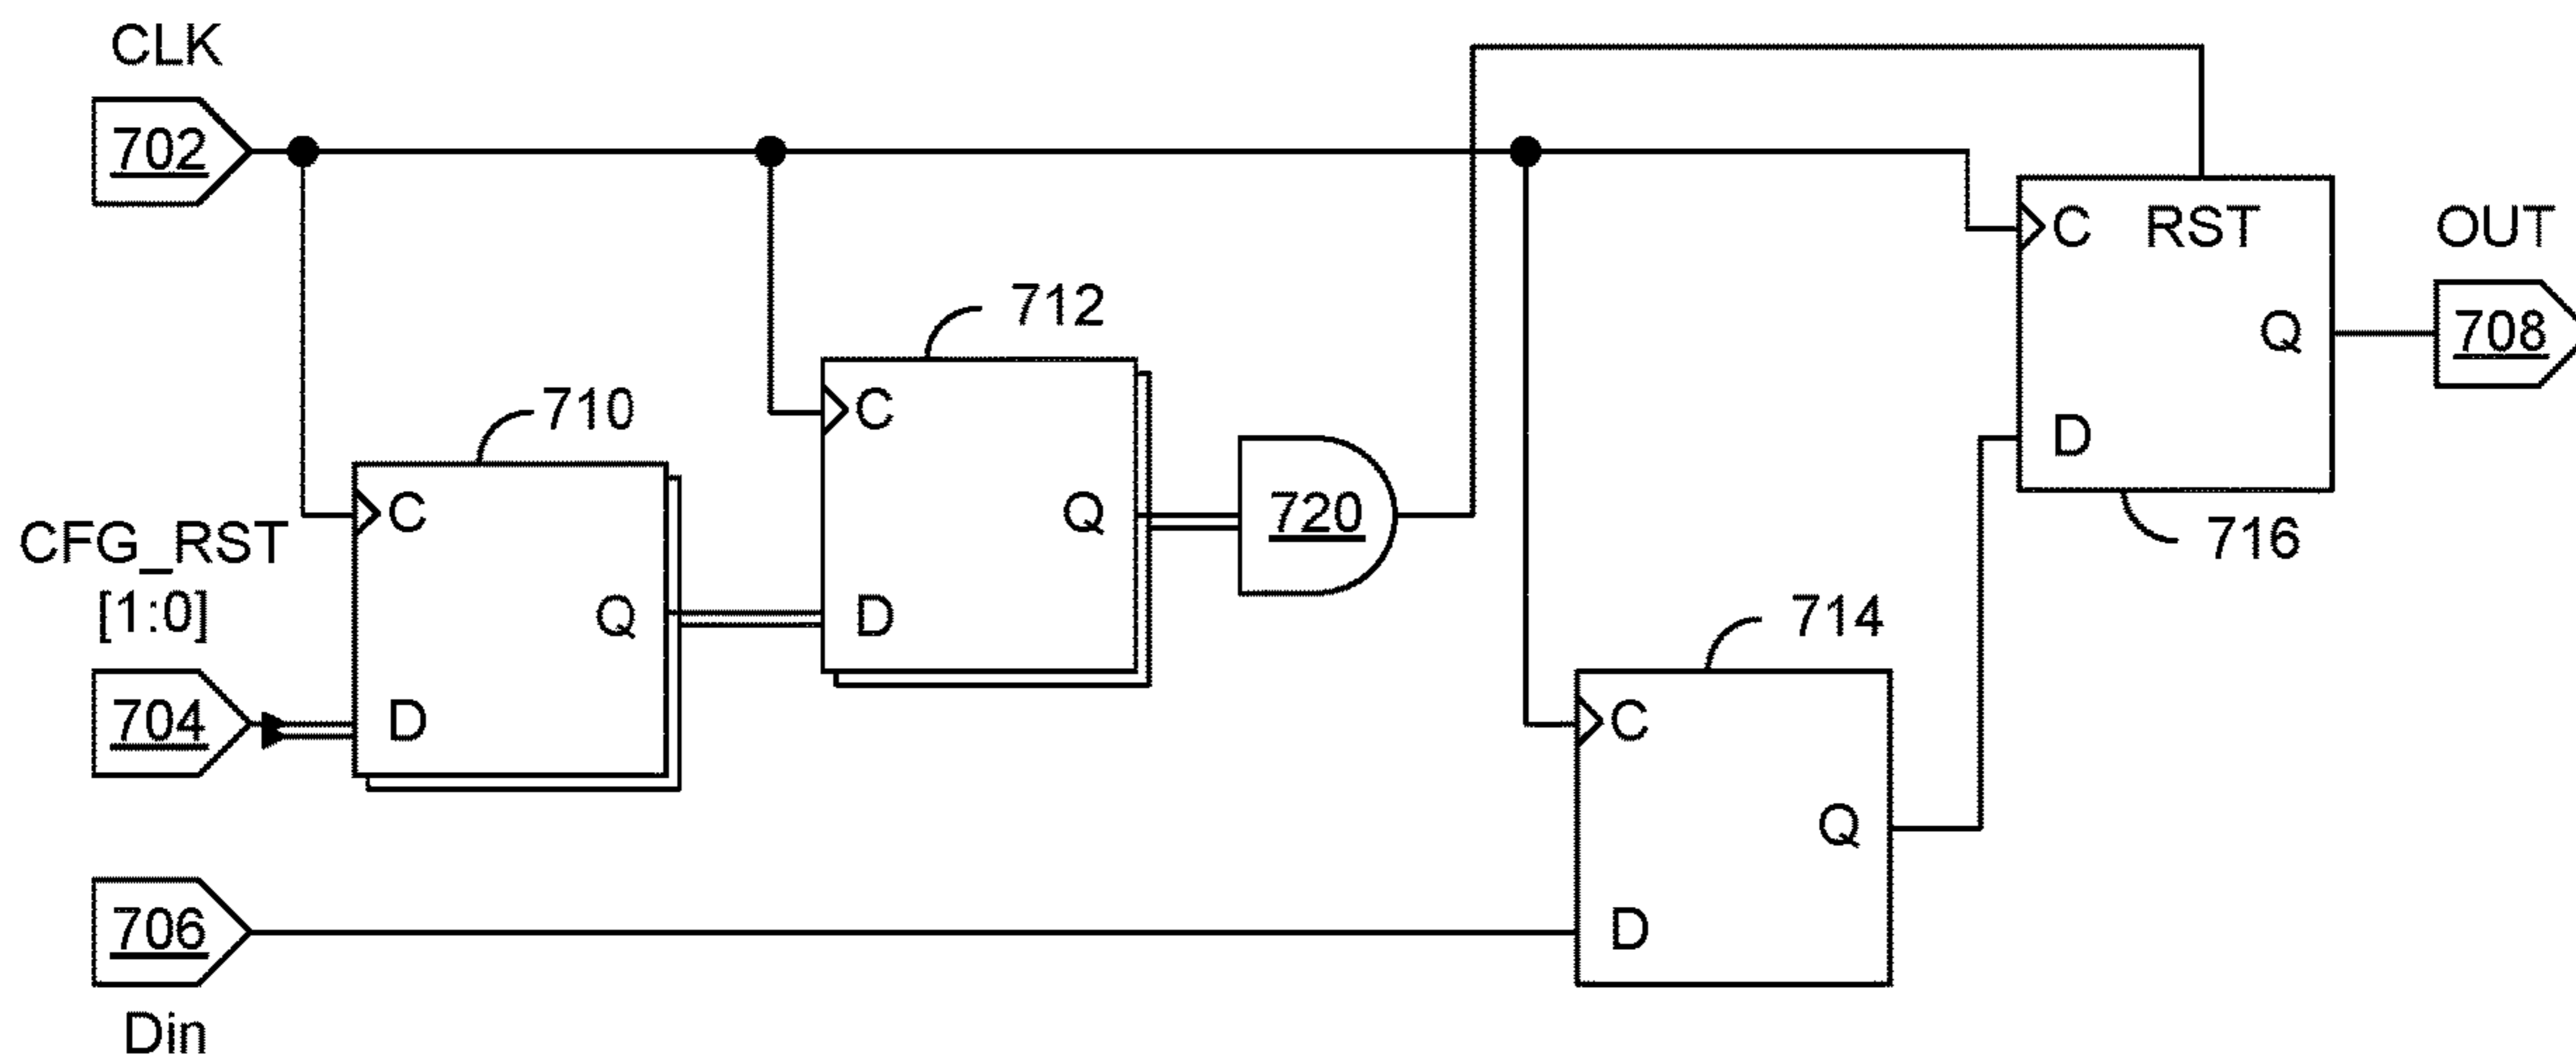 CLK
702
C RST
OUT
712
Q
708
710
C
D
C
Q
720
716
CFG_RST
[1:0]
Q
D
714
704
D
C
Q
706
D
Din